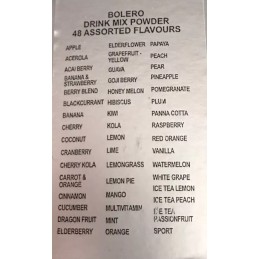 BOLERO
DRINK MIX POWDER
48 ASSORTED FLAVOURS
APPLE
ACEROLA
ACAI BERRY
BANANA &
STRAWBERRY
BERRY BLEND
BLACKCURRANT
BANANA
CHERRY
COCONUT
CRANBERRY
CHERRY KOLA
CARROT &
ORANGE
CINNAMON
CUCUMBER
DRAGON FRUIT
ELDERBERRY
ELDERFLOWER
GRAPEFRUIT -
YELLOW
GUAVA
GOJI BERRY
HONEY MELON
HIBISCUS
KIWI
KOLA
LEMON
LIME
LEMONGRASS
LEMON PIE
MANGO
MULTIVITAMIN
MINT
ORANGE
PAPAYA
PEACH
PEAR
PINEAPPLE
POMEGRANATE
PLUM
PANNA COTTA
RASPBERRY
RED ORANGE
VANILLA
WATERMELON
WHITE GRAPE
ICE TEA LEMON
ICE TEA PEACH
ICE TEA
PASSIONFRUIT
SPORT